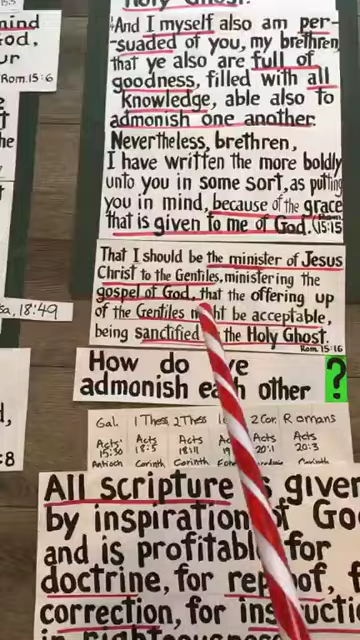 Holy Ghost.
And I myself also am per-
suaded of you, my brethren,
that ye also are full of
goodness, filled with all
knowledge, able also to
admonish one another.
Nevertheless, brethren,
I have written the more boldly
unto you in some sort, as putting
you in mind, because of the grace
that is given to me of God. 15:15
That I should be the minister of Jesus
Christ to the Gentiles, ministering the
gospel of God, that the offering up
of the Gentiles might be acceptable,
being sanctified the Holy Ghost.
Rom. 15:16
How do ye
admonish each other ?
Gal. 1 Thess. 2 Thess 2 Cor. Romans
Acts Acts Acts Acts Acts
15:30 18:5 18:11 20:1 20:3
Antioch Corinth Corinth Corinth
All scripture is given
by inspiration of
and is profitable for
doctrine, for reproof,
correction, for
in righteousness
mind
Rom. 15:6
18:49
:8